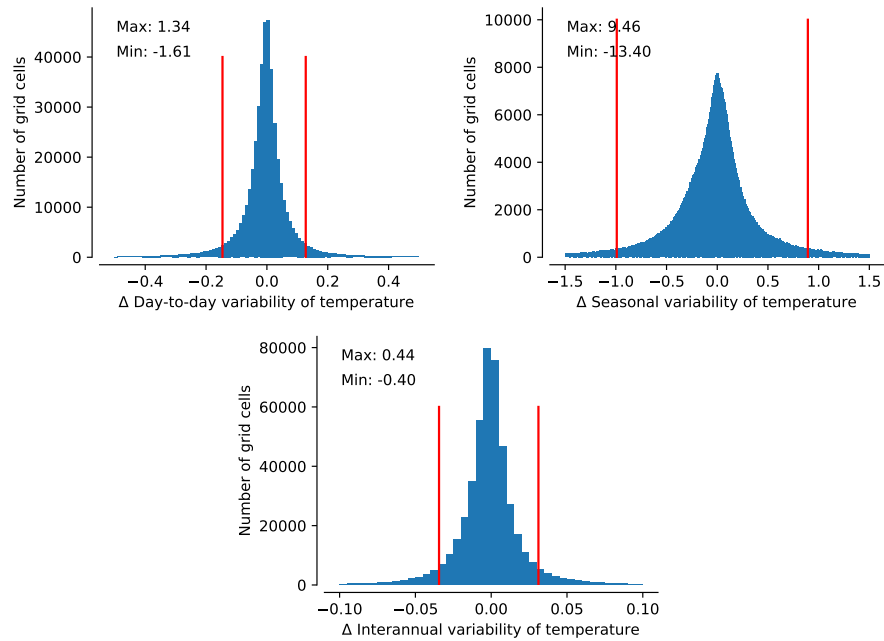 Max: 1.34
Min: -1.61
Number of grid cells
40000
30000
20000
10000
0
−0.4
−0.2
0.0
0.2
0.4
Δ Day-to-day variability of temperature
Max: 9.46
Min: -13.40
Number of grid cells
10000
8000
6000
4000
2000
0
−1.5
−1.0
−0.5
0.0
0.5
1.0
1.5
Δ Seasonal variability of temperature
Max: 0.44
Min: -0.40
Number of grid cells
80000
60000
40000
20000
0
−0.10
−0.05
0.00
0.05
0.10
Δ Interannual variability of temperature